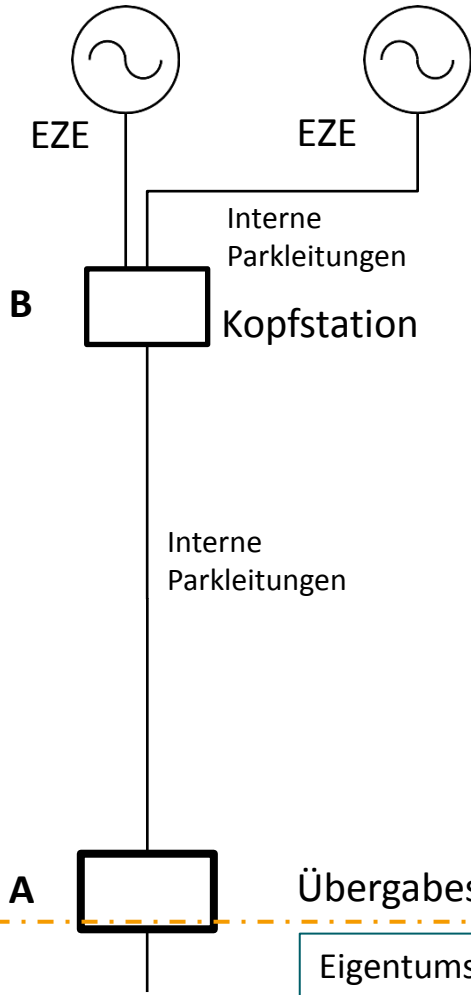 EZE
EZE
Interne
Parkleitungen
B
Kopfstation
Interne
Parkleitungen
A
Übergabes
Eigentums